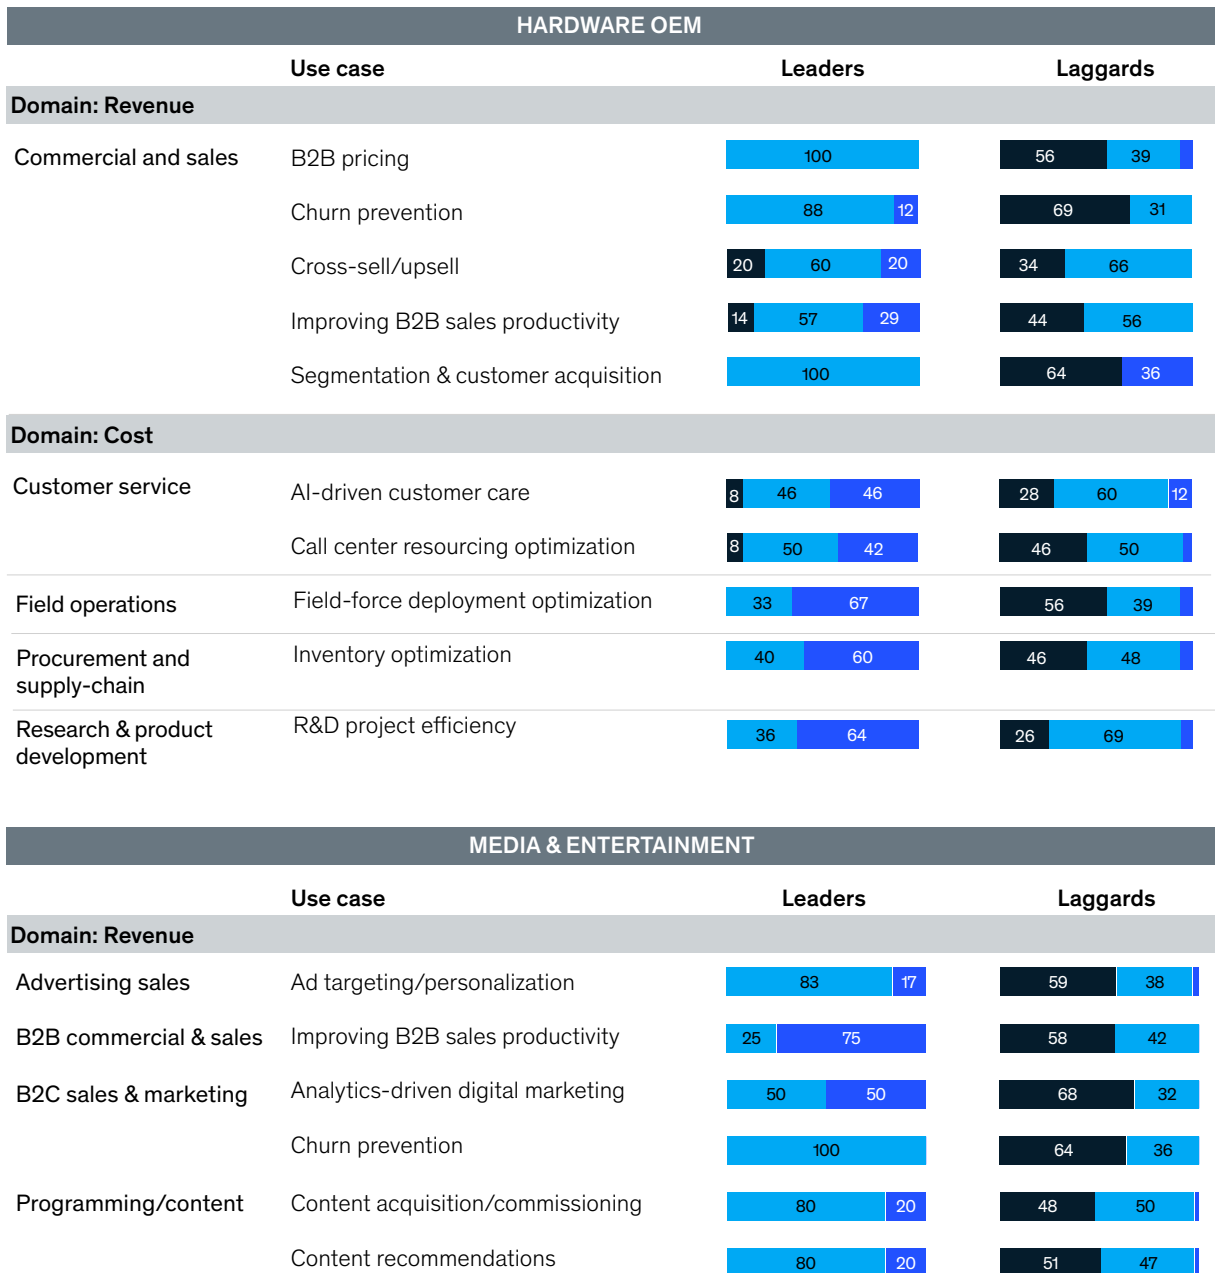 HARDWARE OEM
Use case Leaders Laggards
Domain: Revenue
Commercial and sales B2B pricing 100 56 39
Churn prevention 88 12 69 31
Cross-sell/upsell 20 60 20 34 66
Improving B2B sales productivity 14 57 29 44 56
Segmentation & customer acquisition 100 64 36
Domain: Cost
Customer service AI-driven customer care 8 46 46 28 60 12
Call center resourcing optimization 8 50 42 46 50
Field operations Field-force deployment optimization 33 67 56 39
Procurement and Inventory optimization 40 60 46 48
supply-chain
Research & product R&D project efficiency 36 64 26 69
development
MEDIA & ENTERTAINMENT
Use case Leaders Laggards
Domain: Revenue
Advertising sales Ad targeting/personalization 83 17 59 38
B2B commercial & sales Improving B2B sales productivity 25 75 58 42
B2C sales & marketing Analytics-driven digital marketing 50 50 68 32
Churn prevention 100 64 36
Programming/content Content acquisition/commissioning 80 20 48 50
Content recommendations 80 20 51 47